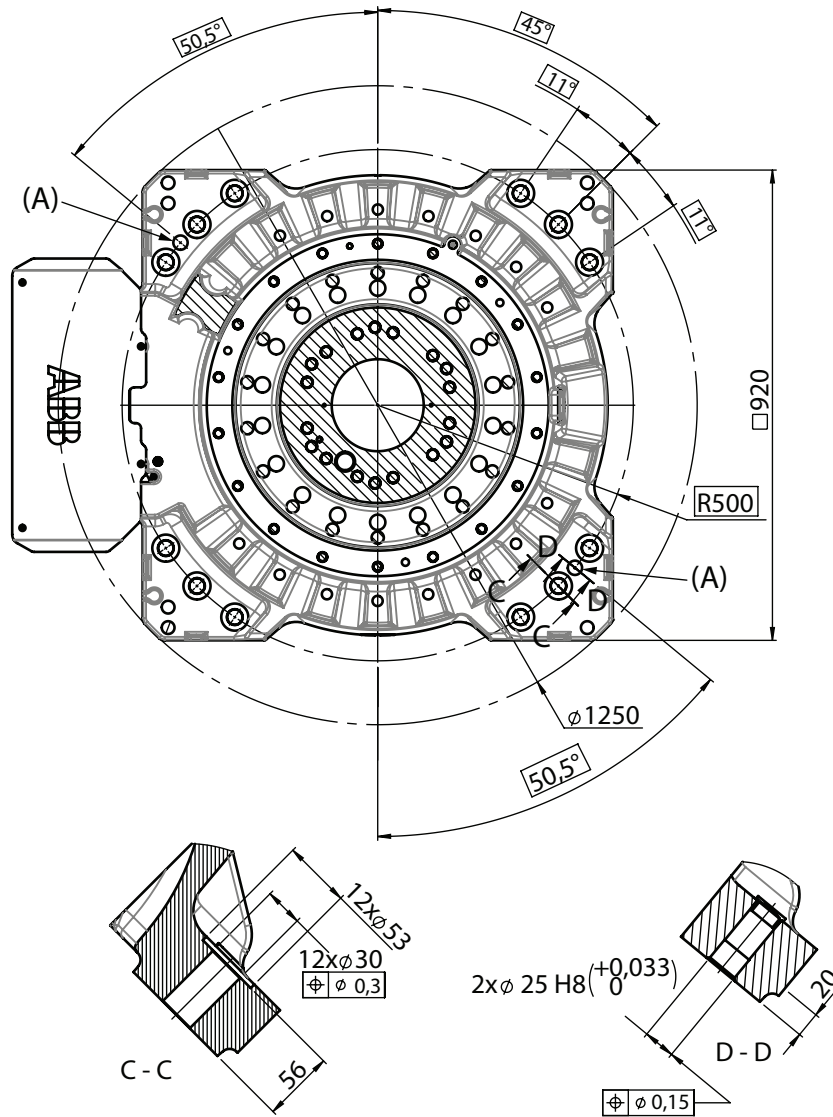 50,5°
45°
11°
11°
(A)
ABB
□920
R500
D
C
(A)
D
C
⌀1250
50,5°
12x⌀53
12x⌀30
⌖ ⌀ 0,3
2x⌀ 25 H8(+0,033 0)
20
C - C
56
D - D
⌖ ⌀ 0,15